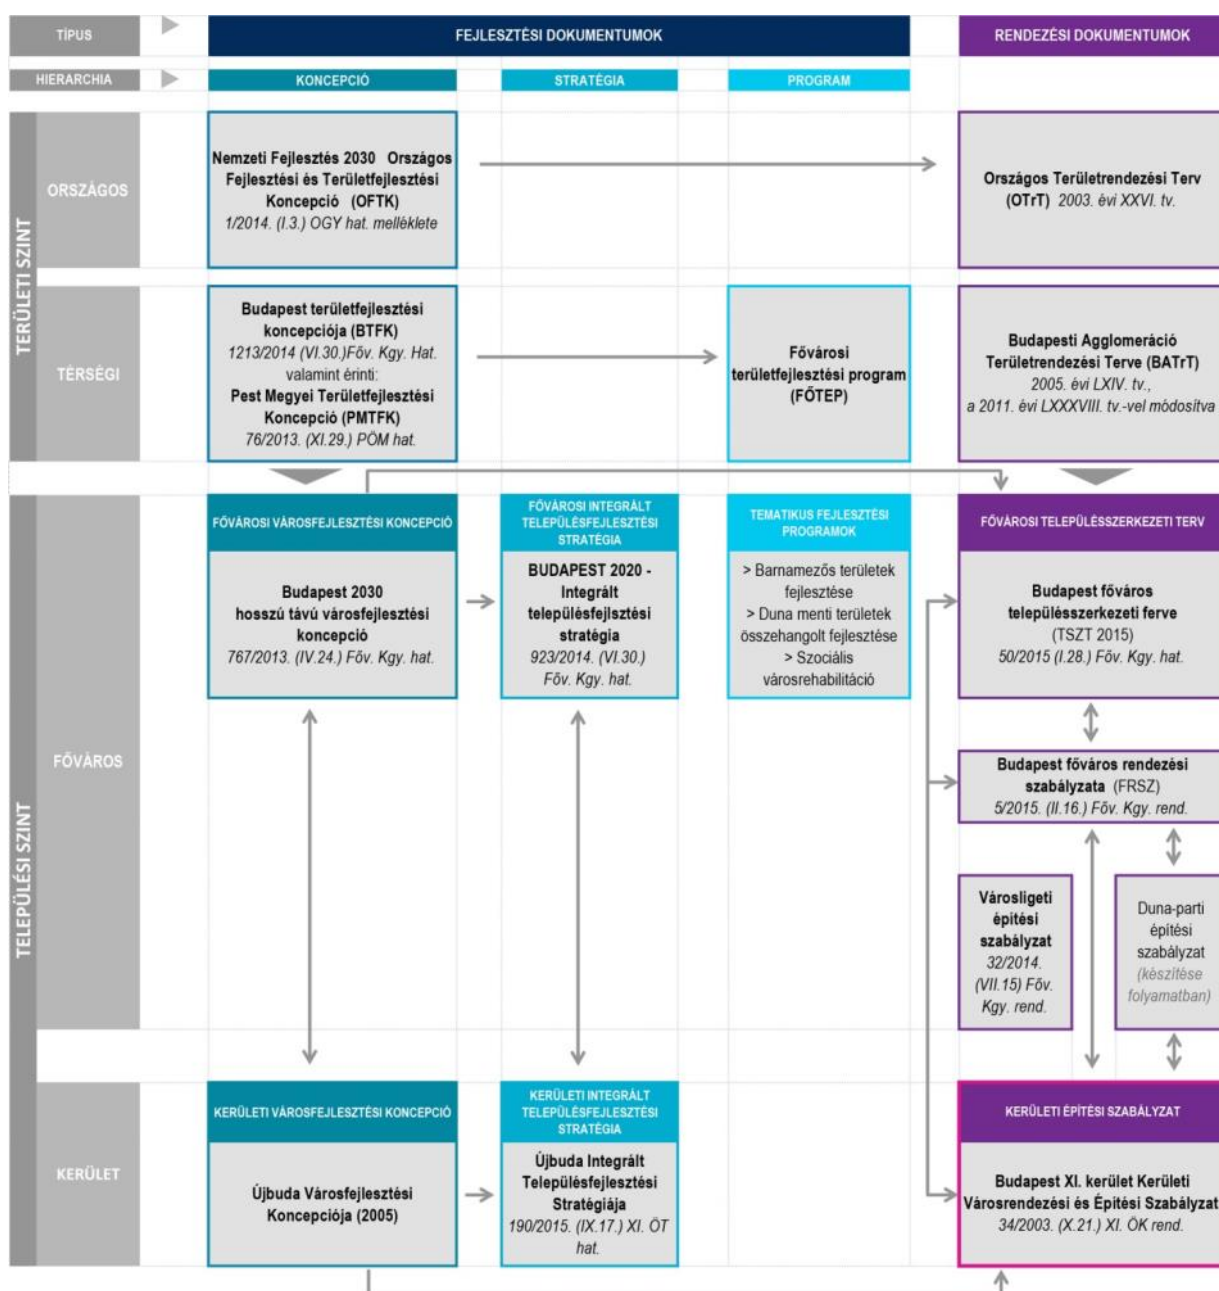 TÍPUS
FEJLESZTÉSI DOKUMENTUMOK
RENDEZÉSI DOKUMENTUMOK
HIERARCHIA
KONCEPCIÓ
STRATÉGIA
PROGRAM
TERÜLETI SZINT
ORSZÁGOS
Nemzeti Fejlesztés 2030 Országos
Fejlesztési és Területfejlesztési
Koncepció (OFTK)
1/2014. (I.3.) OGY hat. melléklete
Országos Területrendezési Terv
(OTrT) 2003. évi XXVI. tv.
TÉRSÉGI
Budapest területfejlesztési
koncepciója (BTFK)
1213/2014 (VI.30.)Főv. Kgy. Hat.
valamint érinti:
Pest Megyei Területfejlesztési
Koncepció (PMTFK)
76/2013. (XI.29.) PÖM hat.
Fővárosi
területfejlesztési program
(FŐTEP)
Budapesti Agglomeráció
Területrendezési Terve (BATrT)
2005. évi LXIV. tv.,
a 2011. évi LXXXVIII. tv.-vel módosítva
TELEPÜLÉSI SZINT
FŐVÁROS
FŐVÁROSI VÁROSFEJLESZTÉSI KONCEPCIÓ
Budapest 2030
hosszú távú városfejlesztési
koncepció
767/2013. (IV.24.) Főv. Kgy. hat.
FŐVÁROSI INTEGRÁLT
TELEPÜLÉSFEJLESZTÉSI
STRATÉGIA
BUDAPEST 2020 -
Integrált
településfejlsztési
stratégia
923/2014. (VI.30.)
Főv. Kgy. hat.
TEMATIKUS FEJLESZTÉSI
PROGRAMOK
> Barnamezős területek
fejlesztése
> Duna menti területek
összehangolt fejlesztése
> Szociális
városrehabilitáció
FŐVÁROSI TELEPÜLÉSSZERKEZETI TERV
Budapest főváros
településszerkezeti ferve
(TSZT 2015)
50/2015 (I.28.) Főv. Kgy. hat.
Budapest főváros rendezési
szabályzata (FRSZ)
5/2015. (II.16.) Főv. Kgy. rend.
Városligeti
építési
szabályzat
32/2014.
(VII.15) Főv.
Kgy. rend.
Duna-parti
építési
szabályzat
(készítése
folyamatban)
KERÜLET
KERÜLETI VÁROSFEJLESZTÉSI KONCEPCIÓ
Újbuda Városfejlesztési
Koncepciója (2005)
KERÜLETI INTEGRÁLT
TELEPÜLÉSFEJLESZTÉSI
STRATÉGIA
Újbuda Integrált
Településfejlesztési
Stratégiája
190/2015. (IX.17.) XI. ÖT
hat.
KERÜLETI ÉPÍTÉSI SZABÁLYZAT
Budapest XI. kerület Kerületi
Városrendezési és Építési Szabályzat
34/2003. (X.21.) XI. ÖK rend.